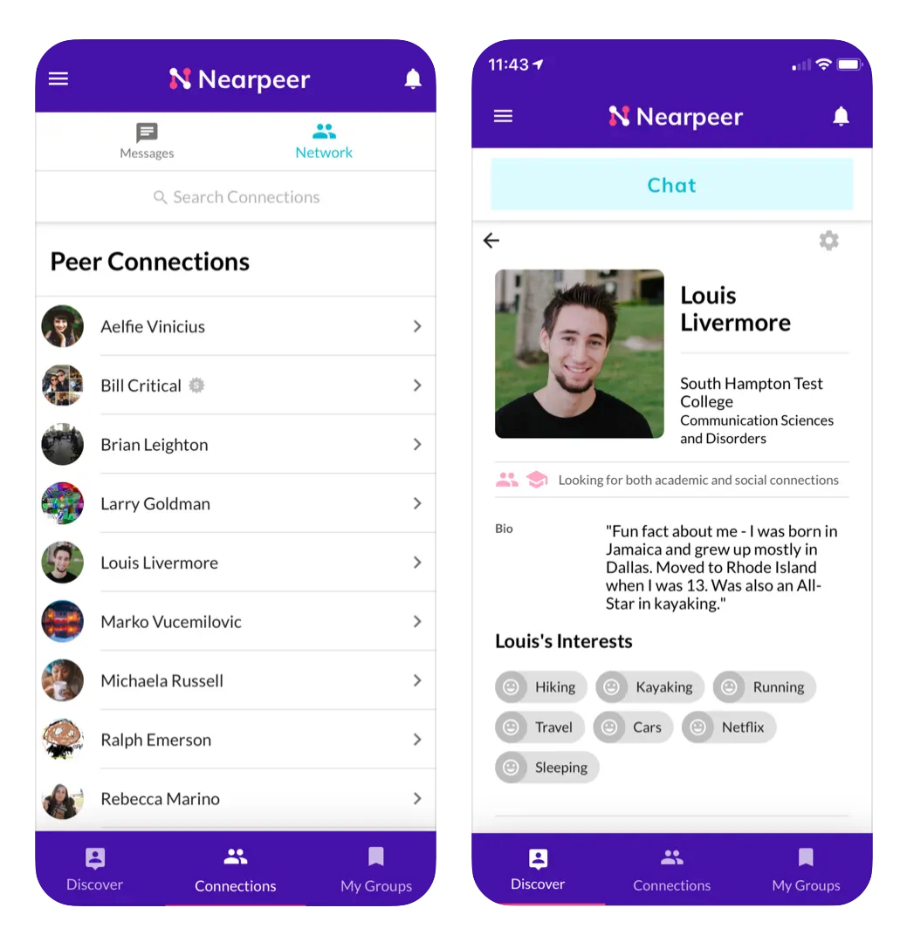 Nearpeer
Messages
Network
Search Connections
Peer Connections
Aelfie Vinicius
Bill Critical
Brian Leighton
Larry Goldman
Louis Livermore
Marko Vucemilovic
Michaela Russell
Ralph Emerson
Rebecca Marino
Discover
Connections
My Groups
11:43
Nearpeer
Chat
Louis
Livermore
South Hampton Test
College
Communication Sciences
and Disorders
Looking for both academic and social connections
Bio
"Fun fact about me - I was born in
Jamaica and grew up mostly in
Dallas. Moved to Rhode Island
when I was 13. Was also an All-
Star in kayaking."
Louis's Interests
Hiking
Kayaking
Running
Travel
Cars
Netflix
Sleeping
Discover
Connections
My Groups